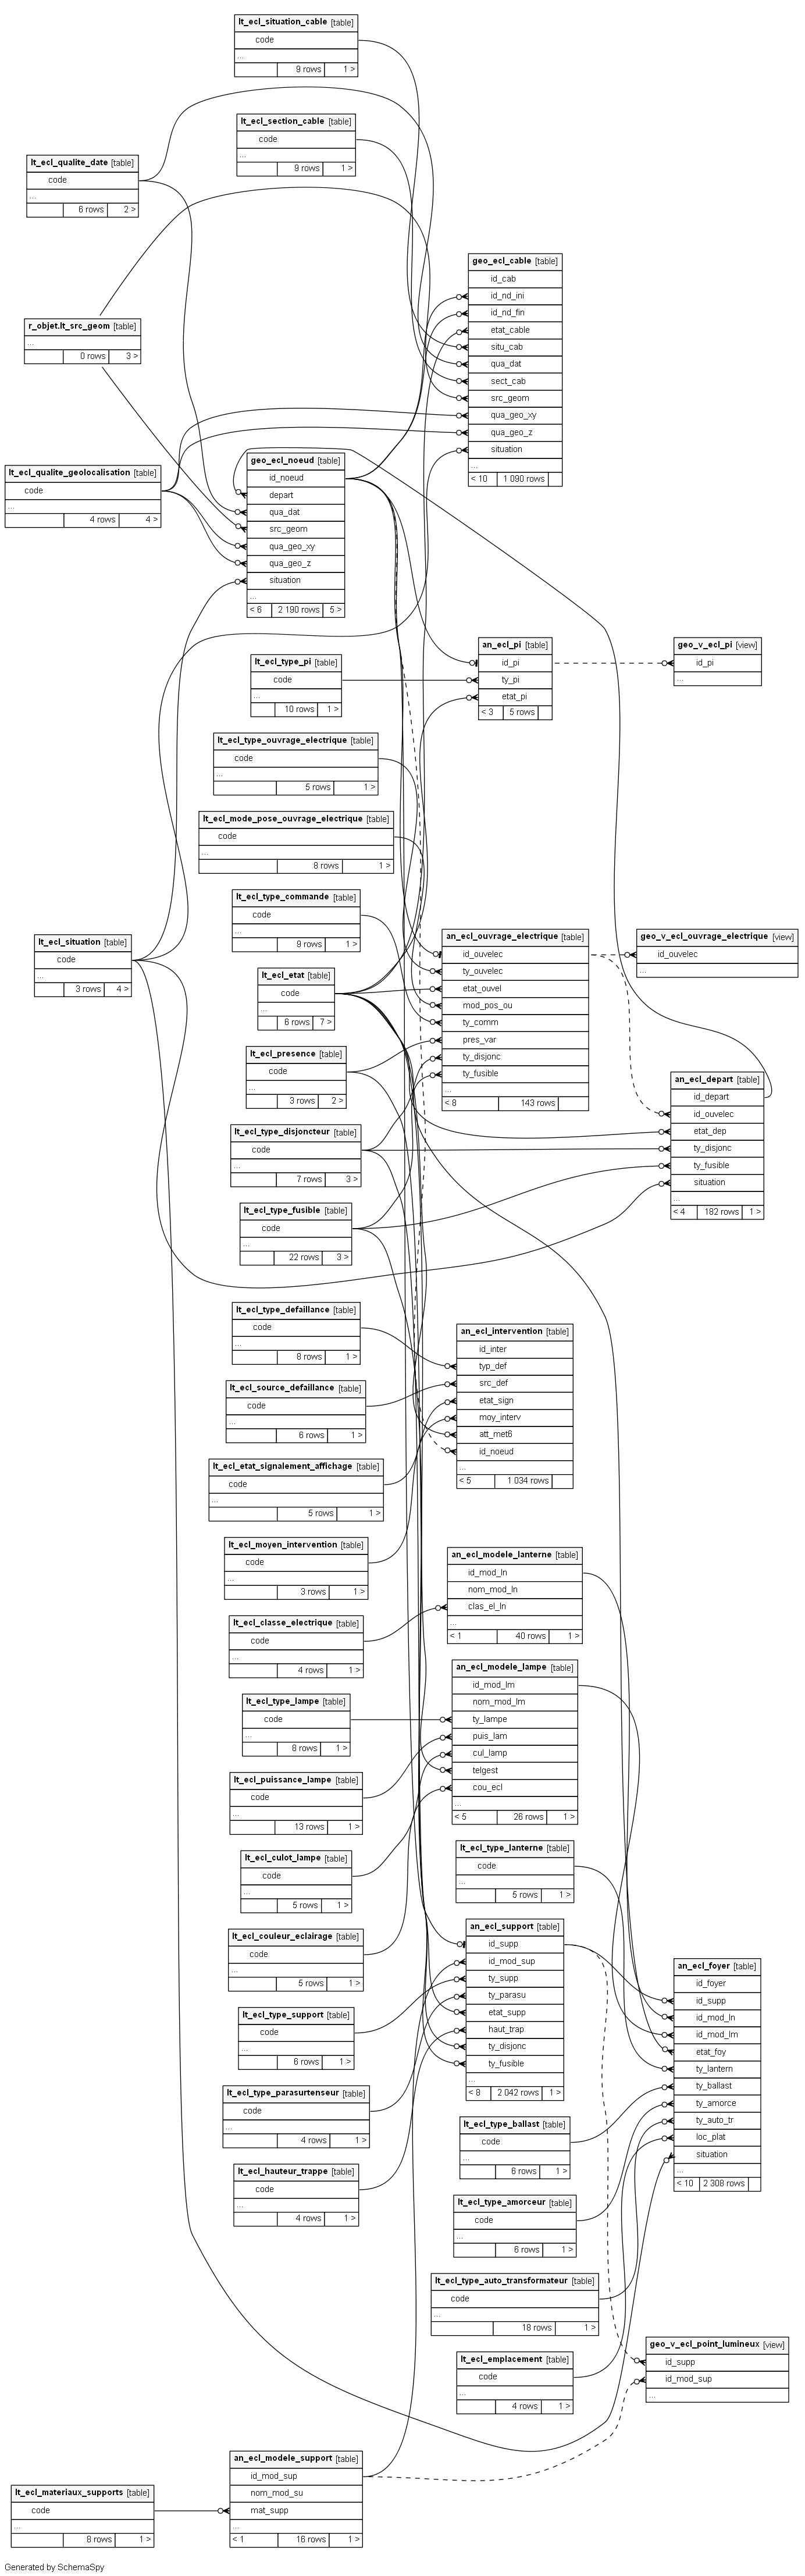 lt_ecl_situation_cable [table]
code
...
9 rows 1 >
lt_ecl_section_cable [table]
code
...
9 rows 1 >
lt_ecl_qualite_date [table]
code
...
6 rows 2 >
r_objet.lt_src_geom [table]
...
0 rows 3 >
geo_ecl_cable [table]
id_cab
id_nd_ini
id_nd_fin
etat_cable
situ_cab
qua_dat
sect_cab
src_geom
qua_geo_xy
qua_geo_z
situation
...
< 10 1 090 rows
lt_ecl_qualite_geolocalisation [table]
code
...
4 rows 4 >
geo_ecl_noeud [table]
id_noeud
depart
qua_dat
src_geom
qua_geo_xy
qua_geo_z
situation
...
< 6 2 190 rows 5 >
an_ecl_pi [table]
id_pi
ty_pi
etat_pi
< 3 5 rows
geo_v_ecl_pi [view]
id_pi
...
lt_ecl_type_pi [table]
code
...
10 rows 1 >
lt_ecl_type_ouvrage_electrique [table]
code
...
5 rows 1 >
lt_ecl_mode_pose_ouvrage_electrique [table]
code
...
8 rows 1 >
lt_ecl_type_commande [table]
code
...
9 rows 1 >
lt_ecl_situation [table]
code
...
3 rows 4 >
lt_ecl_etat [table]
code
...
6 rows 7 >
an_ecl_ouvrage_electrique [table]
id_ouvelec
ty_ouvelec
etat_ouvel
mod_pos_ou
ty_comm
pres_var
ty_disjonc
ty_fusible
...
< 8 143 rows
geo_v_ecl_ouvrage_electrique [view]
id_ouvelec
...
an_ecl_depart [table]
id_depart
id_ouvelec
etat_dep
ty_disjonc
ty_fusible
situation
...
< 4 182 rows 1 >
lt_ecl_presence [table]
code
...
3 rows 2 >
lt_ecl_type_disjoncteur [table]
code
...
7 rows 3 >
lt_ecl_type_fusible [table]
code
...
22 rows 3 >
lt_ecl_type_defaillance [table]
code
...
8 rows 1 >
lt_ecl_source_defaillance [table]
code
...
6 rows 1 >
an_ecl_intervention [table]
id_inter
typ_def
src_def
etat_sign
moy_interv
att_met6
id_noeud
...
< 5 1 034 rows
lt_ecl_etat_signalement_affichage [table]
code
...
5 rows 1 >
lt_ecl_moyen_intervention [table]
code
...
3 rows 1 >
an_ecl_modele_lanterne [table]
id_mod_ln
nom_mod_ln
clas_el_ln
...
< 1 40 rows 1 >
lt_ecl_classe_electrique [table]
code
...
4 rows 1 >
an_ecl_modele_lampe [table]
id_mod_lm
nom_mod_lm
ty_lampe
puis_lam
cul_lamp
telgest
cou_ecl
...
< 5 26 rows 1 >
lt_ecl_type_lampe [table]
code
...
8 rows 1 >
lt_ecl_puissance_lampe [table]
code
...
13 rows 1 >
lt_ecl_culot_lampe [table]
code
...
5 rows 1 >
lt_ecl_type_lanterne [table]
code
...
5 rows 1 >
lt_ecl_couleur_eclairage [table]
code
...
5 rows 1 >
an_ecl_support [table]
id_supp
id_mod_sup
ty_supp
ty_parasu
etat_supp
haut_trap
ty_disjonc
ty_fusible
...
< 8 2 042 rows 1 >
an_ecl_foyer [table]
id_foyer
id_supp
id_mod_ln
id_mod_lm
etat_foy
ty_lantern
ty_ballast
ty_amorce
ty_auto_tr
loc_plat
situation
...
< 10 2 308 rows
lt_ecl_type_support [table]
code
...
6 rows 1 >
lt_ecl_type_parasurtenseur [table]
code
...
4 rows 1 >
lt_ecl_hauteur_trappe [table]
code
...
4 rows 1 >
lt_ecl_type_ballast [table]
code
...
6 rows 1 >
lt_ecl_type_amorceur [table]
code
...
6 rows 1 >
lt_ecl_type_auto_transformateur [table]
code
...
18 rows 1 >
lt_ecl_emplacement [table]
code
...
4 rows 1 >
geo_v_ecl_point_lumineux [view]
id_supp
id_mod_sup
...
an_ecl_modele_support [table]
id_mod_sup
nom_mod_su
mat_supp
...
< 1 16 rows 1 >
lt_ecl_materiaux_supports [table]
code
...
8 rows 1 >
Generated by SchemaSpy